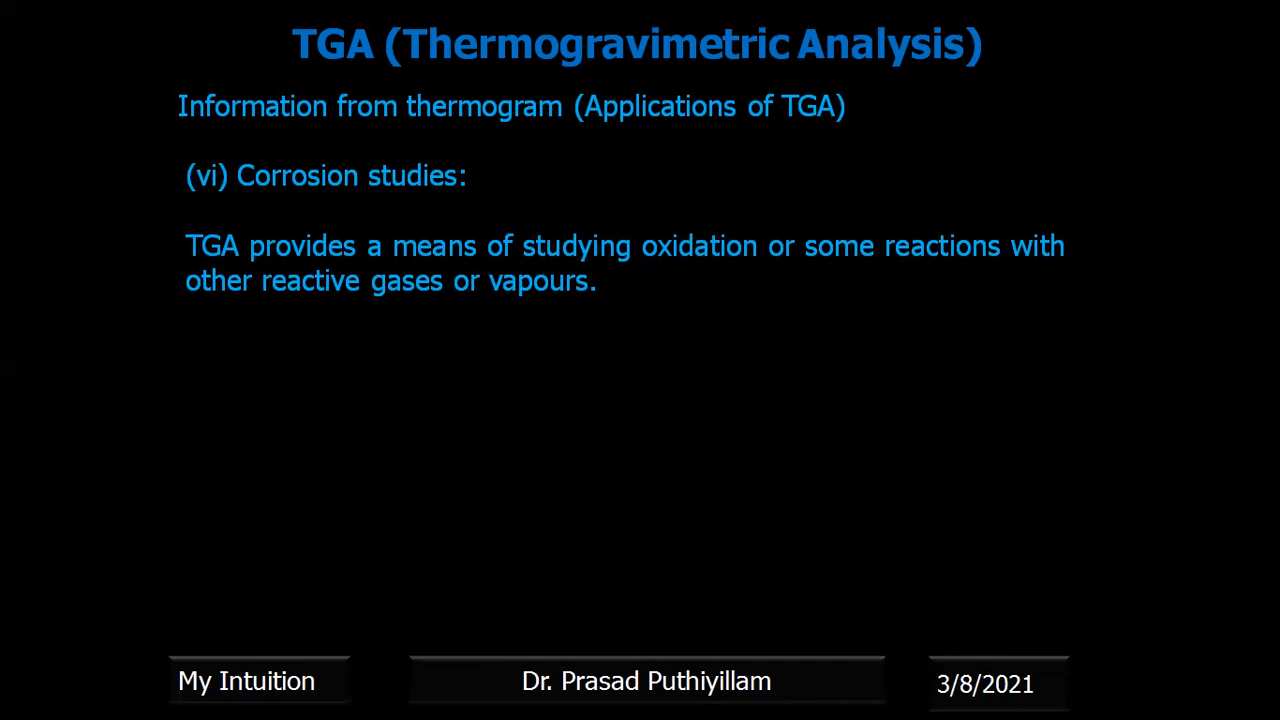 TGA (Thermogravimetric Analysis)
Information from thermogram (Applications of TGA)
(vi) Corrosion studies:
TGA provides a means of studying oxidation or some reactions with
other reactive gases or vapours.
My Intuition
Dr. Prasad Puthiyillam
3/8/2021